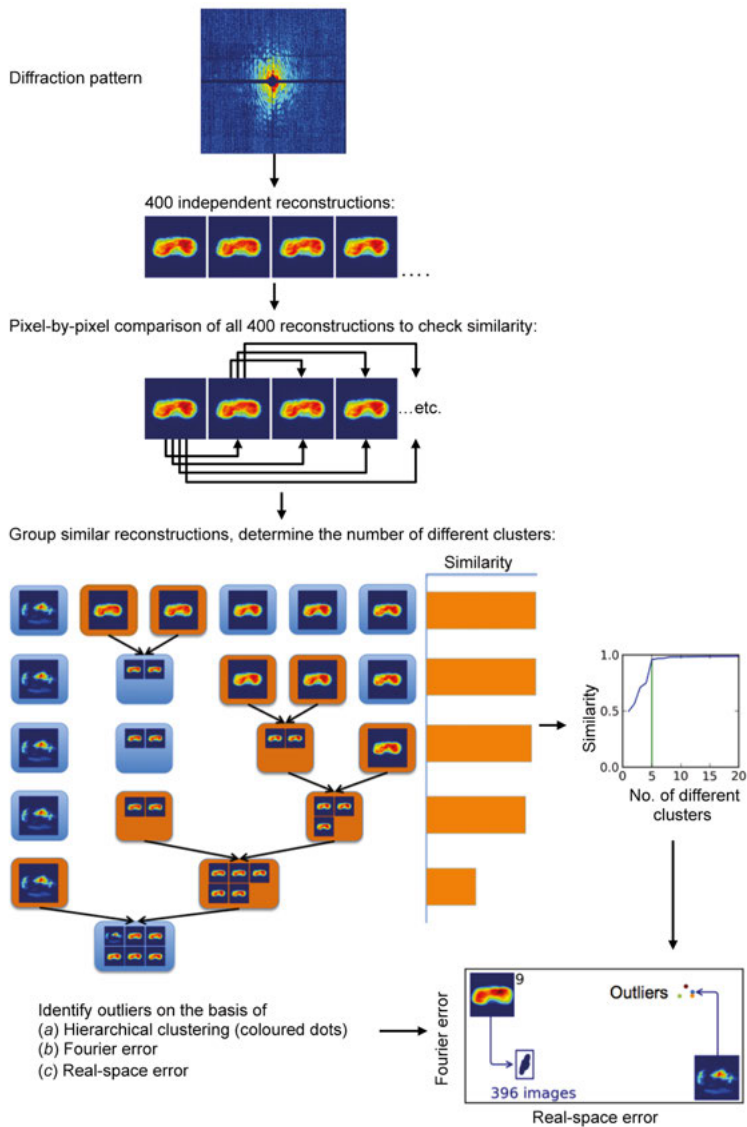 Diffraction pattern
400 independent reconstructions:
....
Pixel-by-pixel comparison of all 400 reconstructions to check similarity:
...etc.
Group similar reconstructions, determine the number of different clusters:
Similarity
1.0
0.5
0.0
0 5 10 15 20
Similarity
No. of different
clusters
Identify outliers on the basis of
(a) Hierarchical clustering (coloured dots)
(b) Fourier error
(c) Real-space error
Fourier error
9
Outliers
396 images
Real-space error